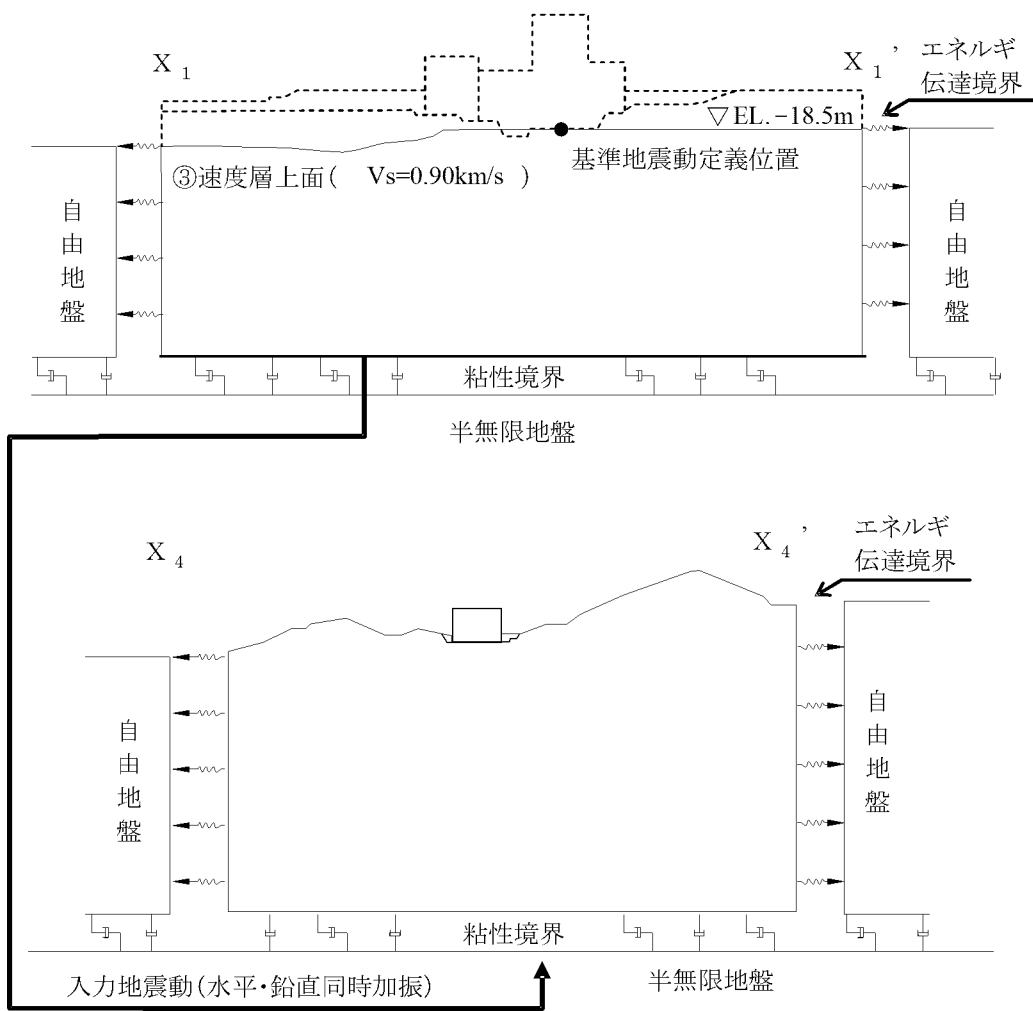 X 1
X 1 '
エネルギ
伝達境界
▽EL.-18.5m
基準地震動定義位置
③速度層上面( Vs=0.90km/s )
自由地盤
自由地盤
粘性境界
半無限地盤
X 4
X 4 '
エネルギ
伝達境界
自由地盤
自由地盤
粘性境界
入力地震動(水平・鉛直同時加振)
半無限地盤